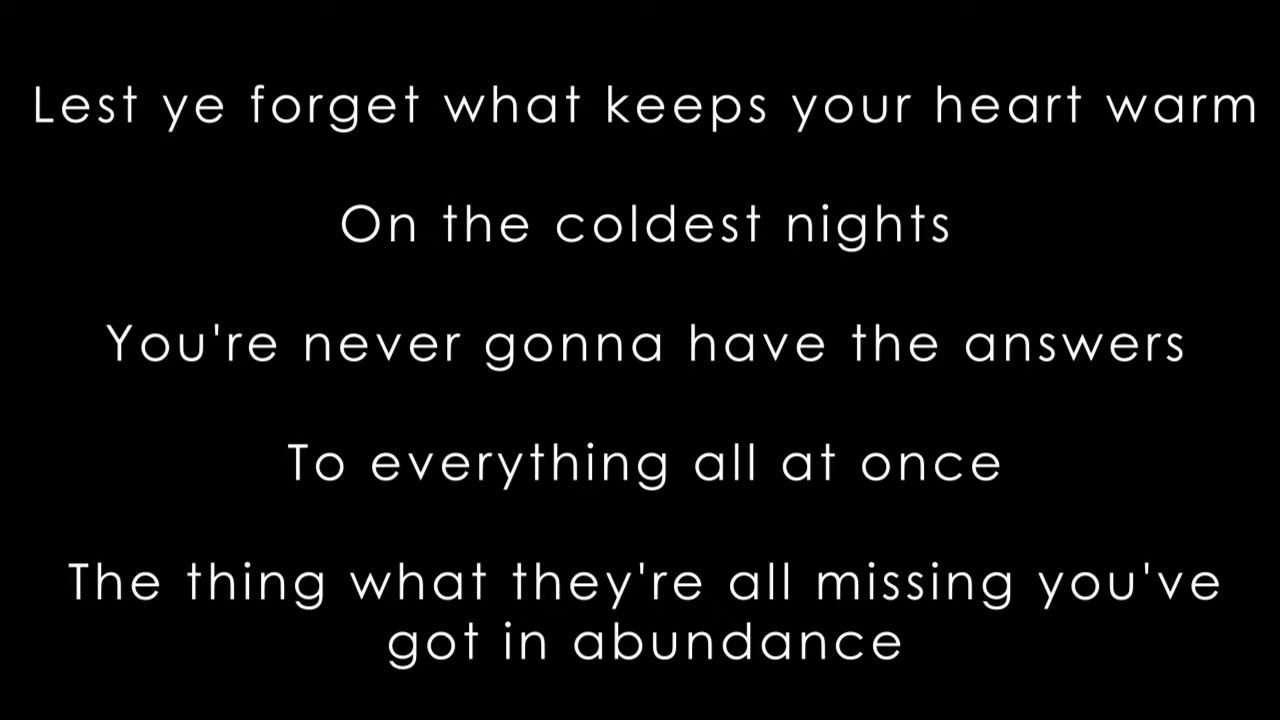 Lest ye forget what keeps your heart warm
On the coldest nights
You're never gonna have the answers
To everything all at once
The thing what they're all missing you've
got in abundance